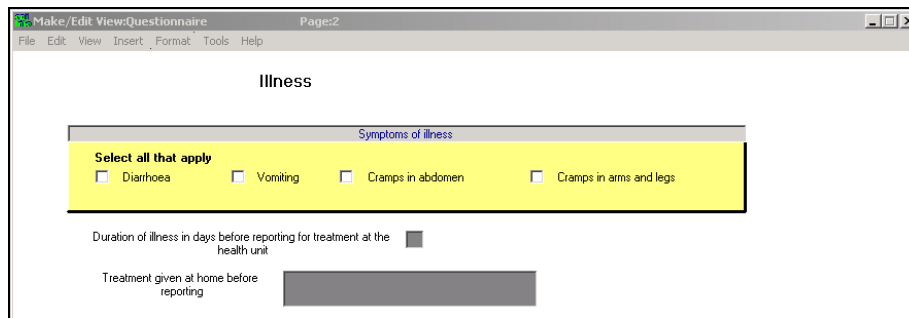 Make/Edit View:Questionnaire Page:2
File Edit View Insert Format Tools Help
Illness
Symptoms of illness
Select all that apply
Diarrhoea Vomiting Cramps in abdomen Cramps in arms and legs
Duration of illness in days before reporting for treatment at the
health unit
Treatment given at home before
reporting